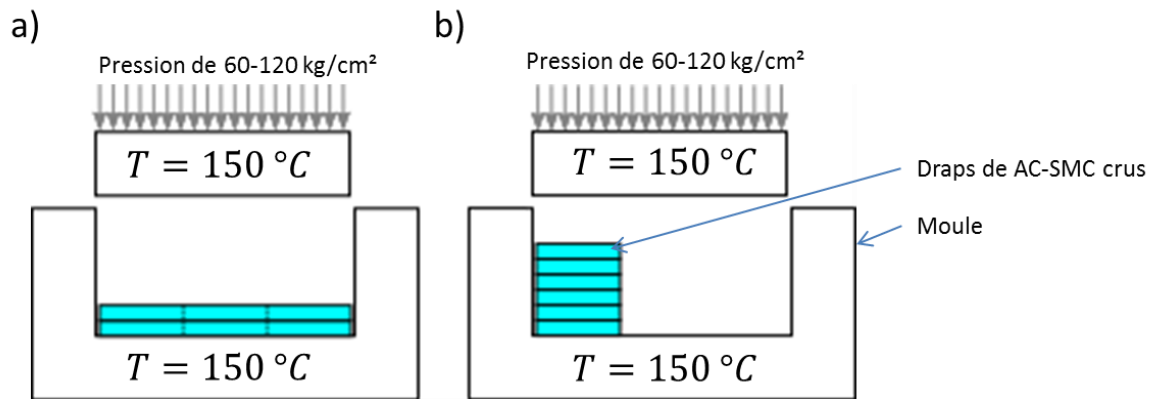 a)
Pression de 60-120 kg/cm²
T = 150 °C
T = 150 °C
b)
Pression de 60-120 kg/cm²
T = 150 °C
Draps de AC-SMC crus
Moule
T = 150 °C